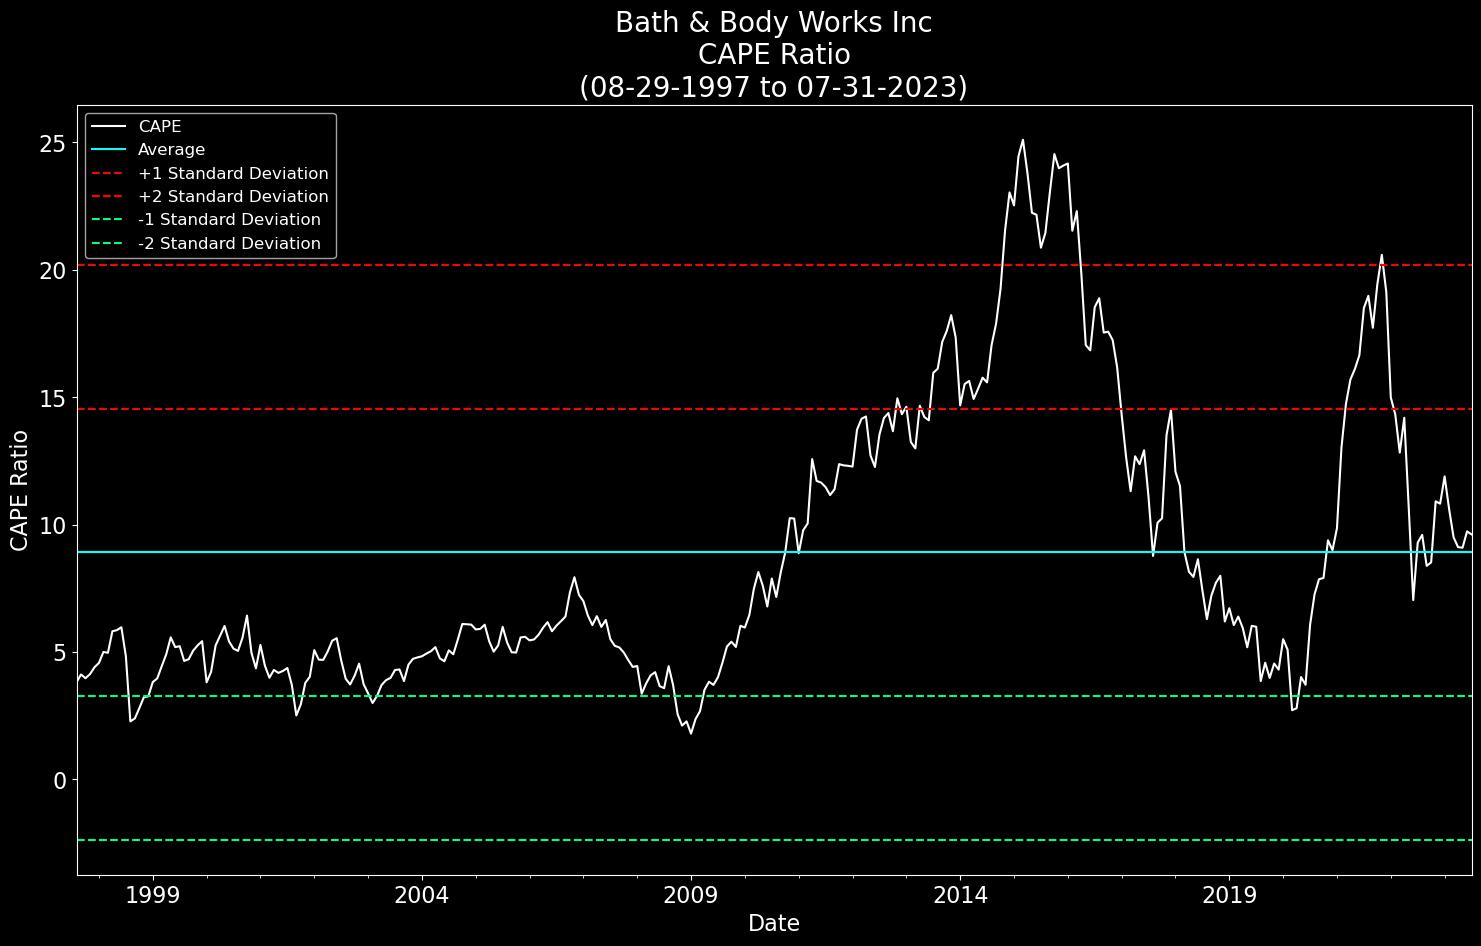 Bath & Body Works Inc
CAPE Ratio
(08-29-1997 to 07-31-2023)
CAPE
Average
+1 Standard Deviation
+2 Standard Deviation
-1 Standard Deviation
-2 Standard Deviation
25
20
15
10
5
0
CAPE Ratio
1999 2004 2009 2014 2019
Date